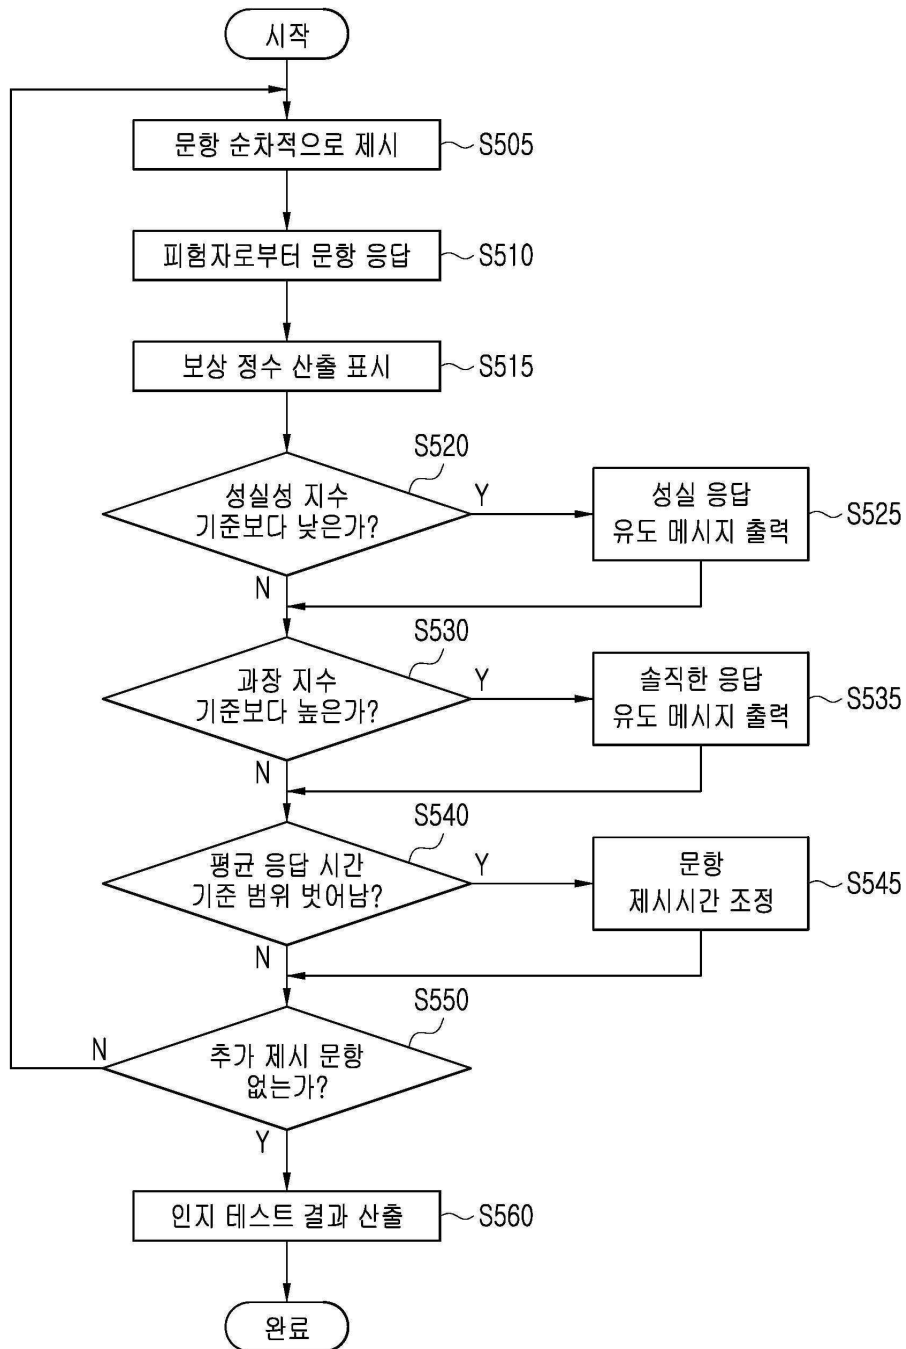 시작
문항 순차적으로 제시
S505
피험자로부터 문항 응답
S510
보상 정수 산출 표시
S515
S520
성실성 지수
기준보다 낮은가?
Y
성실 응답
유도 메시지 출력
S525
N
S530
과장 지수
기준보다 높은가?
Y
솔직한 응답
유도 메시지 출력
S535
N
S540
평균 응답 시간
기준 범위 벗어남?
Y
문항
제시시간 조정
S545
N
S550
N
추가 제시 문항
없는가?
Y
인지 테스트 결과 산출
S560
완료